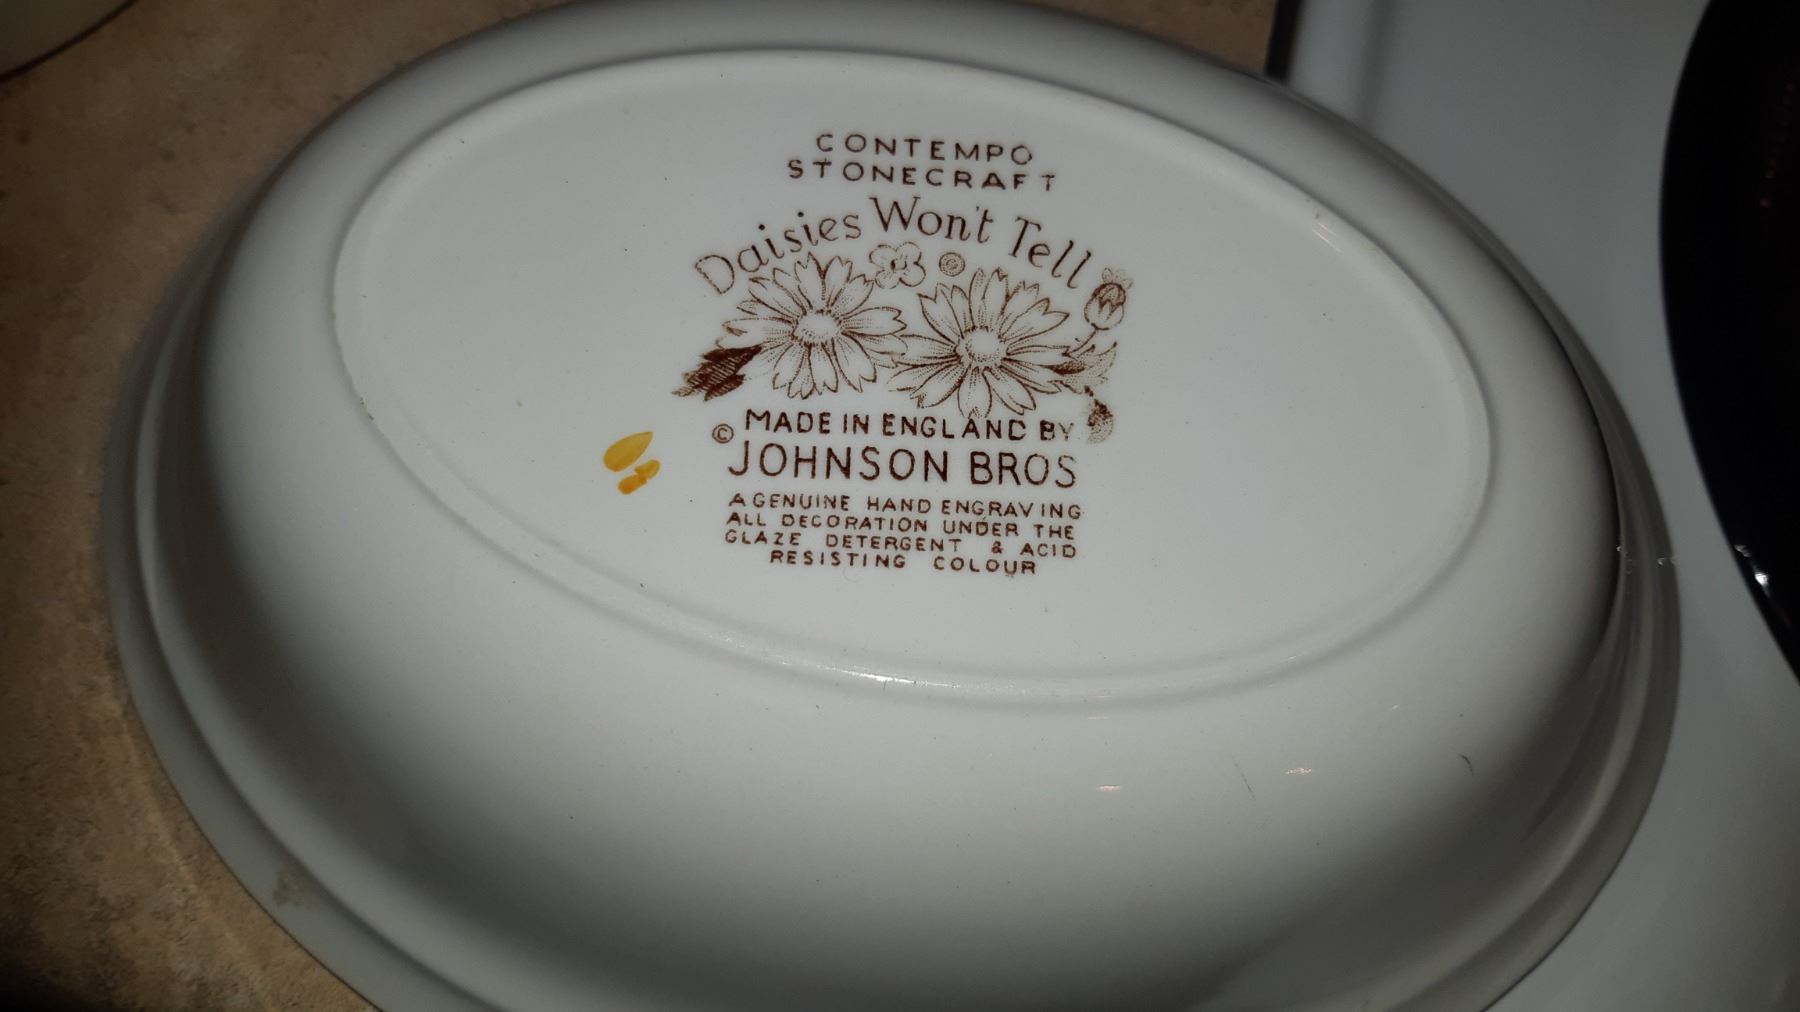 CONTEMPO
STONECRAFT
Daisies Won't Tell
©
© MADE IN ENGLAND BY
JOHNSON BROS
A GENUINE HAND ENGRAVING
ALL DECORATION UNDER THE
GLAZE DETERGENT & ACID
RESISTING COLOUR